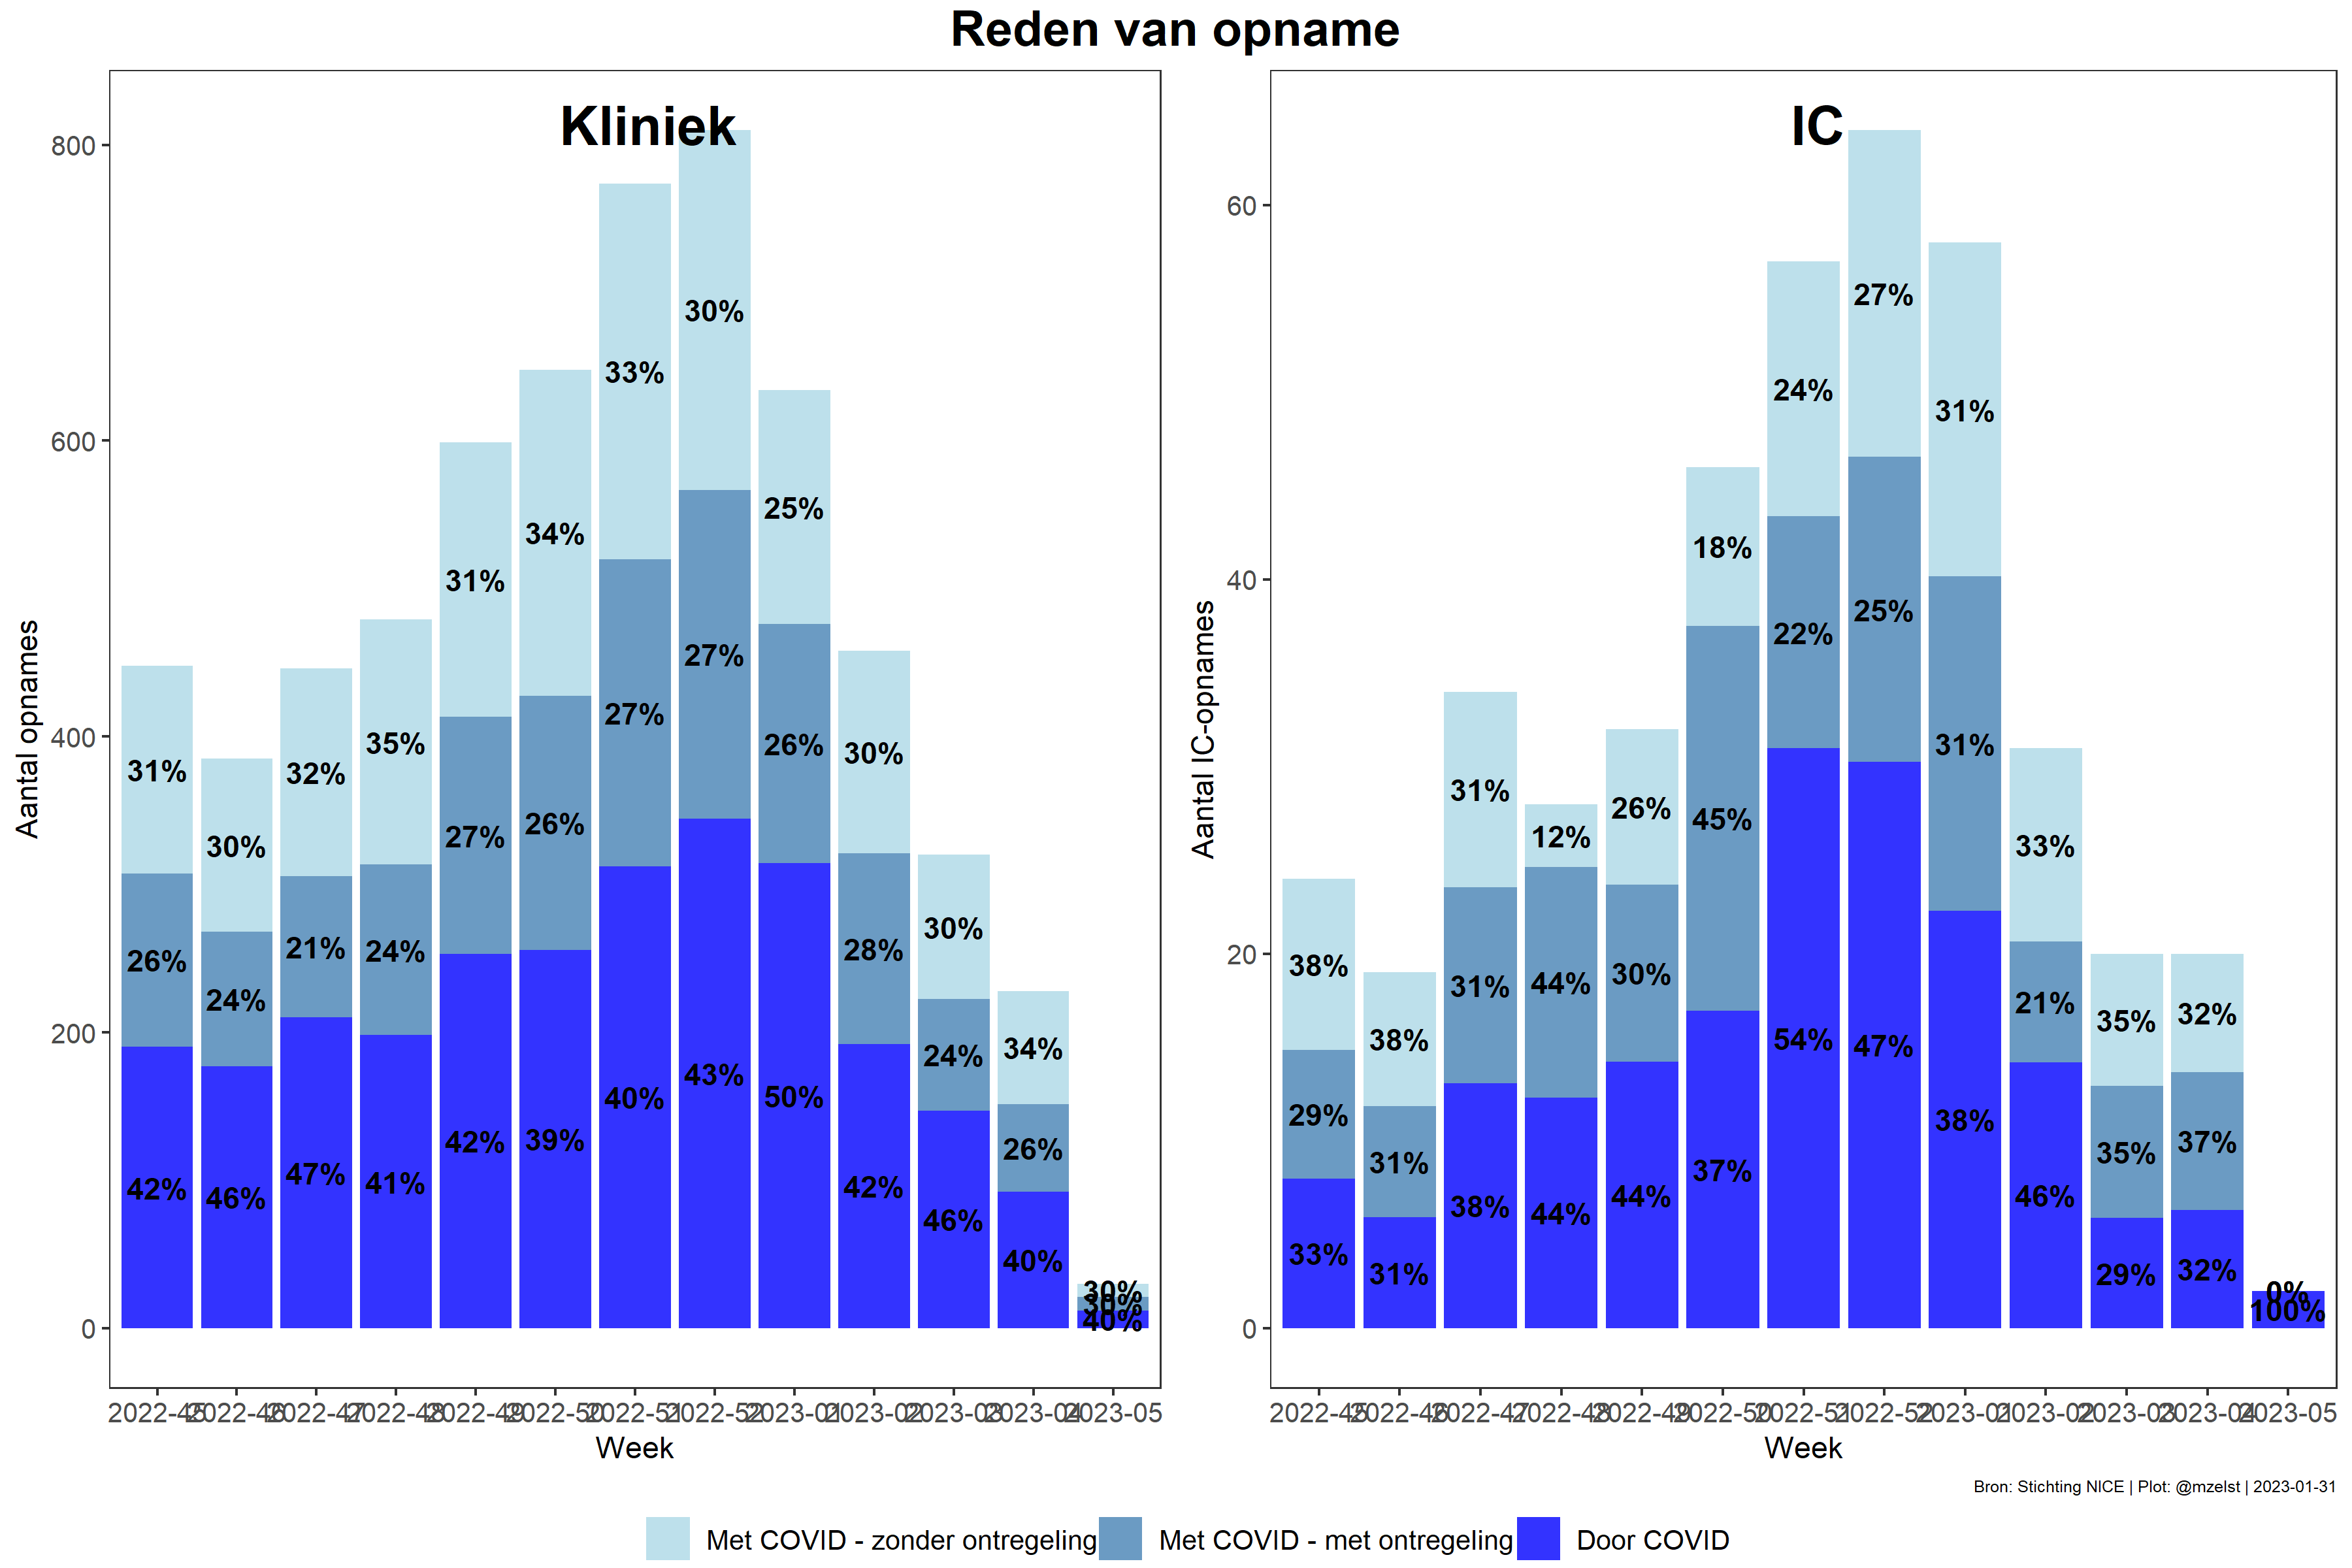 Reden van opname
Kliniek
IC
800
600
400
200
0
Aantal opnames
31% 30% 32% 35% 31% 34% 33% 30% 25% 30% 30% 34% 30%
26% 24% 21% 24% 27% 26% 27% 27% 26% 28% 24% 26% 30%
42% 46% 47% 41% 42% 39% 40% 43% 50% 42% 46% 40% 40%
2022-45 2022-46 2022-47 2022-48 2022-49 2022-50 2022-51 2022-52 2023-01 2023-02 2023-03 2023-04 2023-05
Week
60
40
20
0
Aantal IC-opnames
38% 38% 31% 12% 26% 18% 24% 27% 31% 33% 35% 32% 0%
29% 31% 31% 44% 30% 45% 22% 25% 31% 21% 35% 37%
33% 31% 38% 44% 44% 37% 54% 47% 38% 46% 29% 32% 100%
2022-45 2022-46 2022-47 2022-48 2022-49 2022-50 2022-51 2022-52 2023-01 2023-02 2023-03 2023-04 2023-05
Week
Bron: Stichting NICE | Plot: @mzelst | 2023-01-31
Met COVID - zonder ontregeling Met COVID - met ontregeling Door COVID